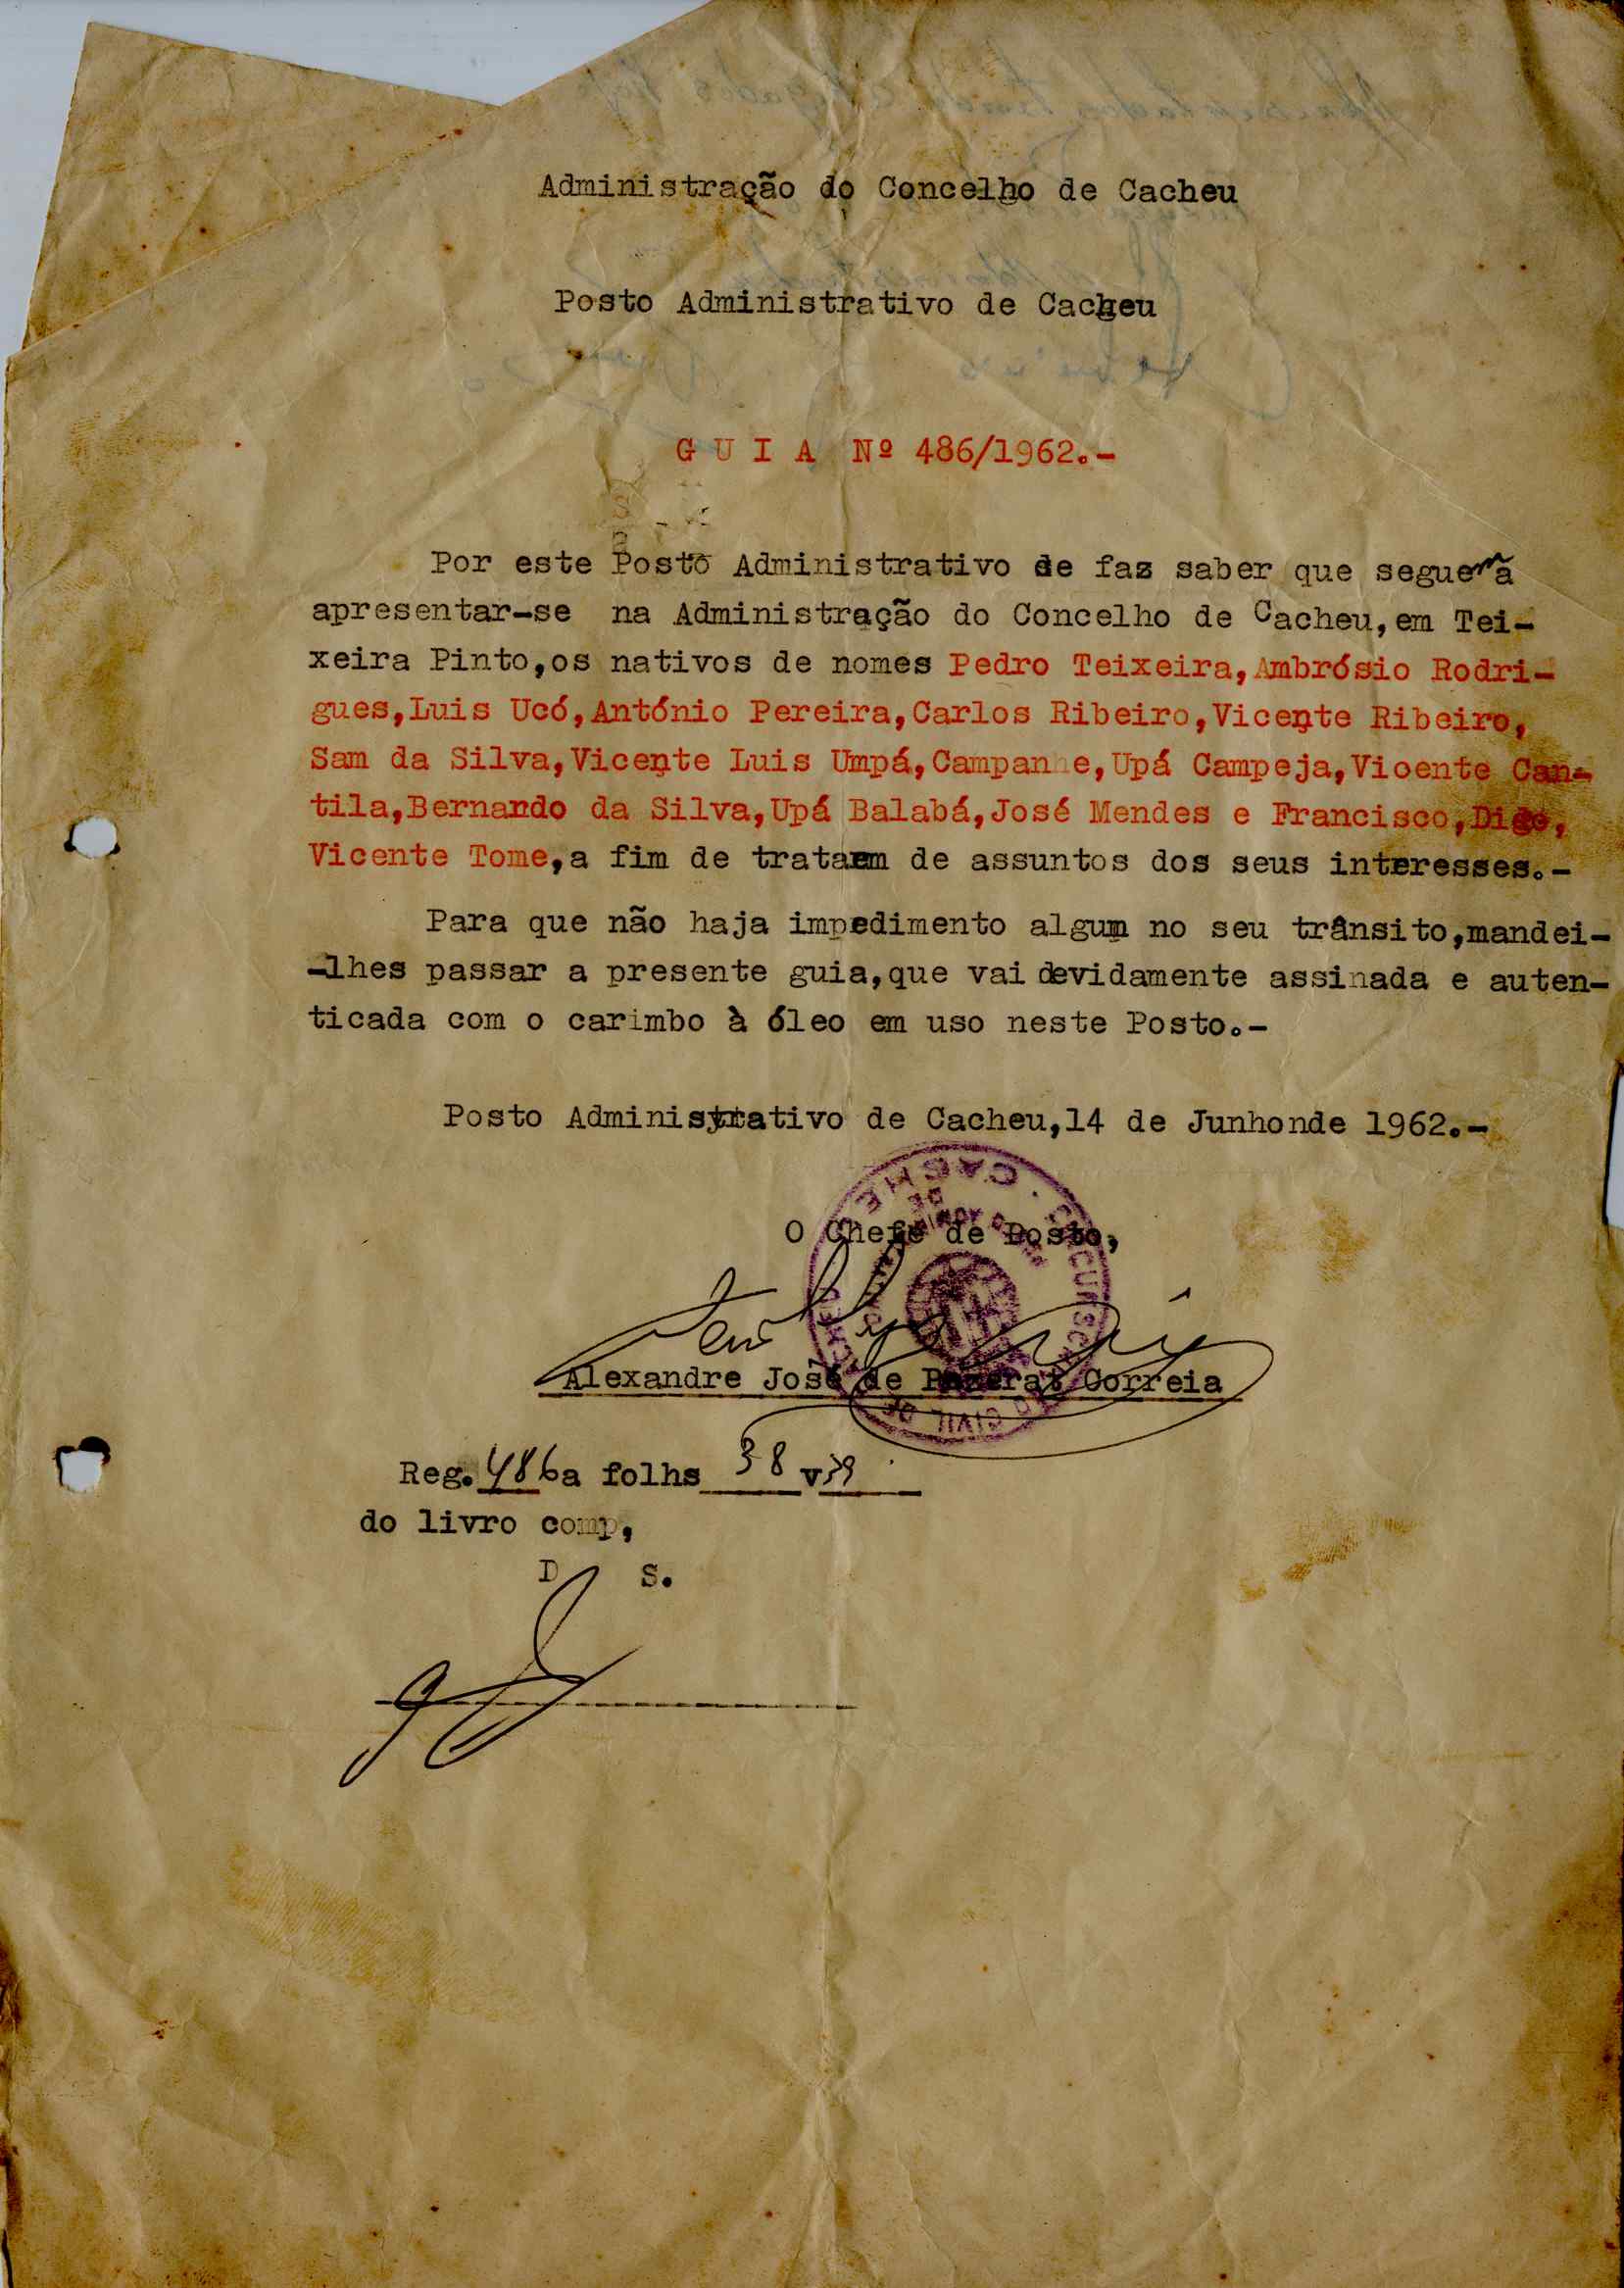 Administração do Concelho de Cacheu
Posto Administrativo de Cacheu
G U I A Nº 486/1962.-
Por este Posto Administrativo se faz saber que seguem a
apresentar-se na Administração do Concelho de Cacheu,em Tei-
xeira Pinto,os nativos de nomes Pedro Teixeira,Ambrósio Rodri-
gues,Luis Ucó,António Pereira,Carlos Ribeiro,Vicente Ribeiro,
Sam da Silva,Vicente Luis Umpá,Campanhe,Upá Campeja,Vicente Can-
tila,Bernardo da Silva,Upá Balabá,José Mendes e Francisco,
Vicente Tome,a fim de tratarem de assuntos dos seus interesses.-
Para que não haja impedimento algum no seu trânsito,mandei-
-lhes passar a presente guia,que vai devidamente assinada e auten-
ticada com o carimbo à óleo em uso neste Posto.-
Posto Administrativo de Cacheu,14 de Junhonde 1962.-
O Chefe de Posto,
Alexandre José de Correia
Reg. 486 a folhs 38 v 39
do livro comp,
D S.